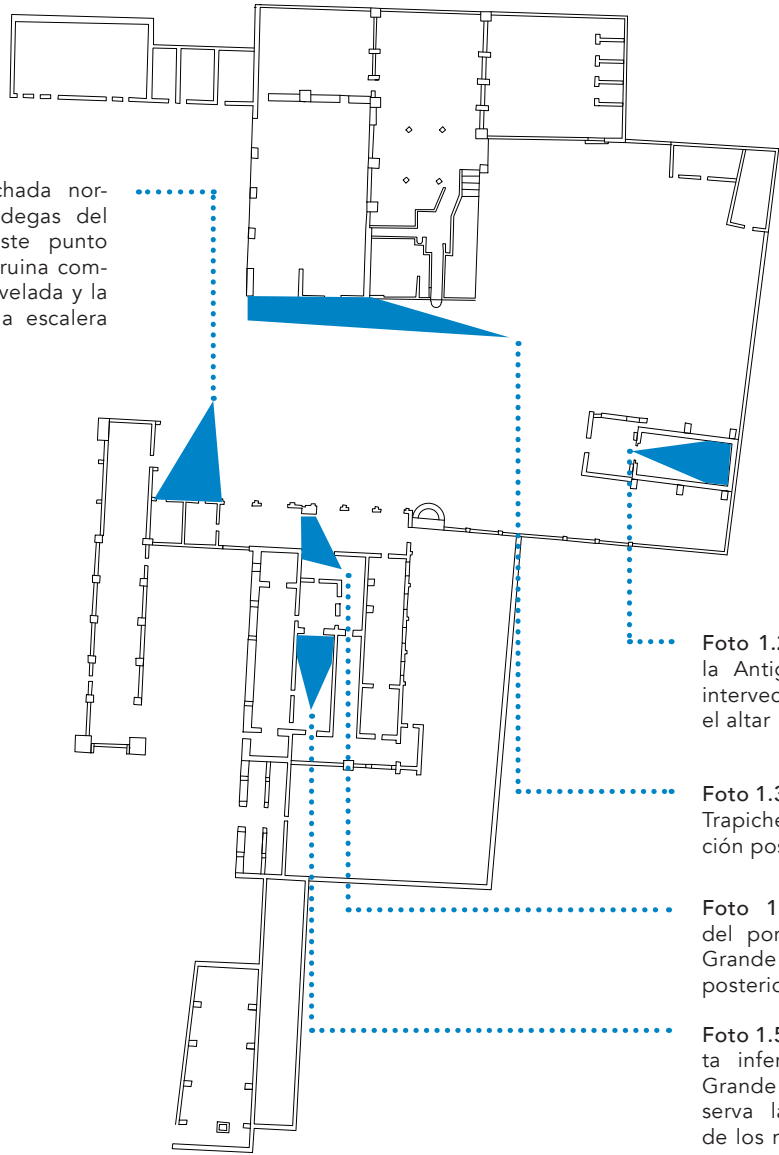 chada nor-
degas del
ste punto
ruina com-
velada y la
a escalera
Foto 1.
la Antig
interved
el altar
Foto 1.3
Trapiche
ción pos
Foto 1
del por
Grande
posterio
Foto 1.5
ta infer
Grande
serva la
de los r